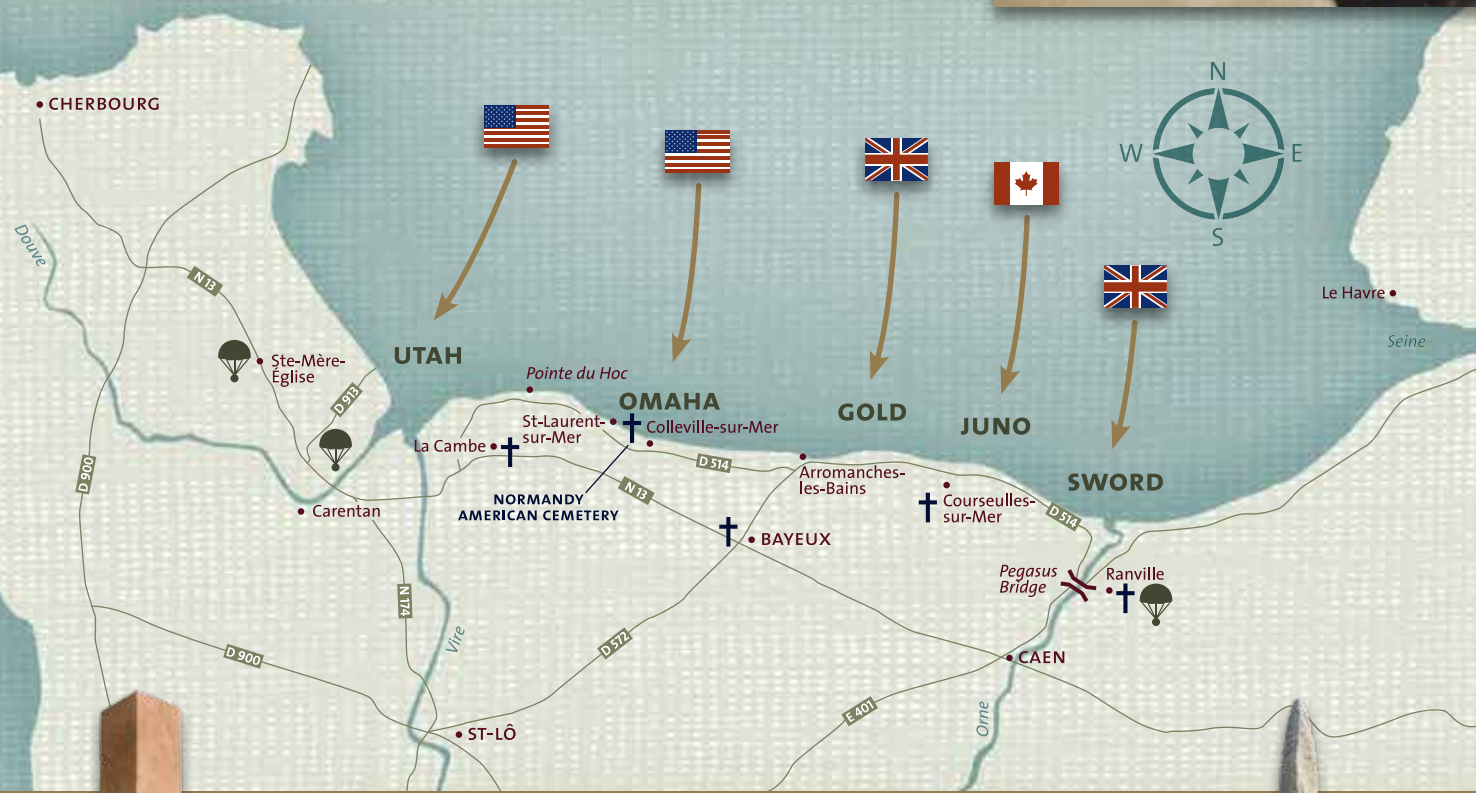 N
W
E
S
CHERBOURG
Douve
N 13
Le Havre
Seine
Ste-Mère-
Église
UTAH
D 913
Pointe du Hoc
OMAHA
GOLD
JUNO
St-Laurent-
sur-Mer
Colleville-sur-Mer
La Cambe
D 514
Arromanches-
les-Bains
SWORD
D 900
N 13
NORMANDY
AMERICAN CEMETERY
Courseulles-
sur-Mer
D 514
Carentan
BAYEUX
Pegasus
Bridge
Ranville
N 174
Vire
D 572
D 900
CAEN
E 401
Orne
ST-LÔ